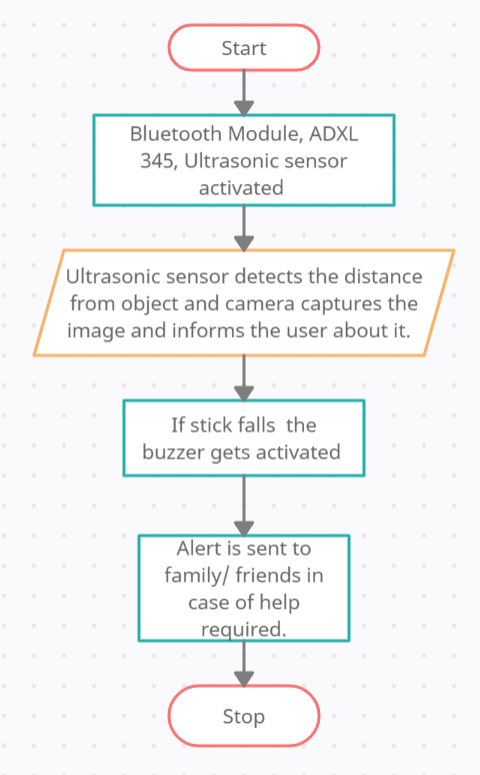 Start
Bluetooth Module, ADXL
345, Ultrasonic sensor
activated
Ultrasonic sensor detects the distance
from object and camera captures the
image and informs the user about it.
If stick falls  the
buzzer gets activated
Alert is sent to
family/ friends in
case of help
required.
Stop